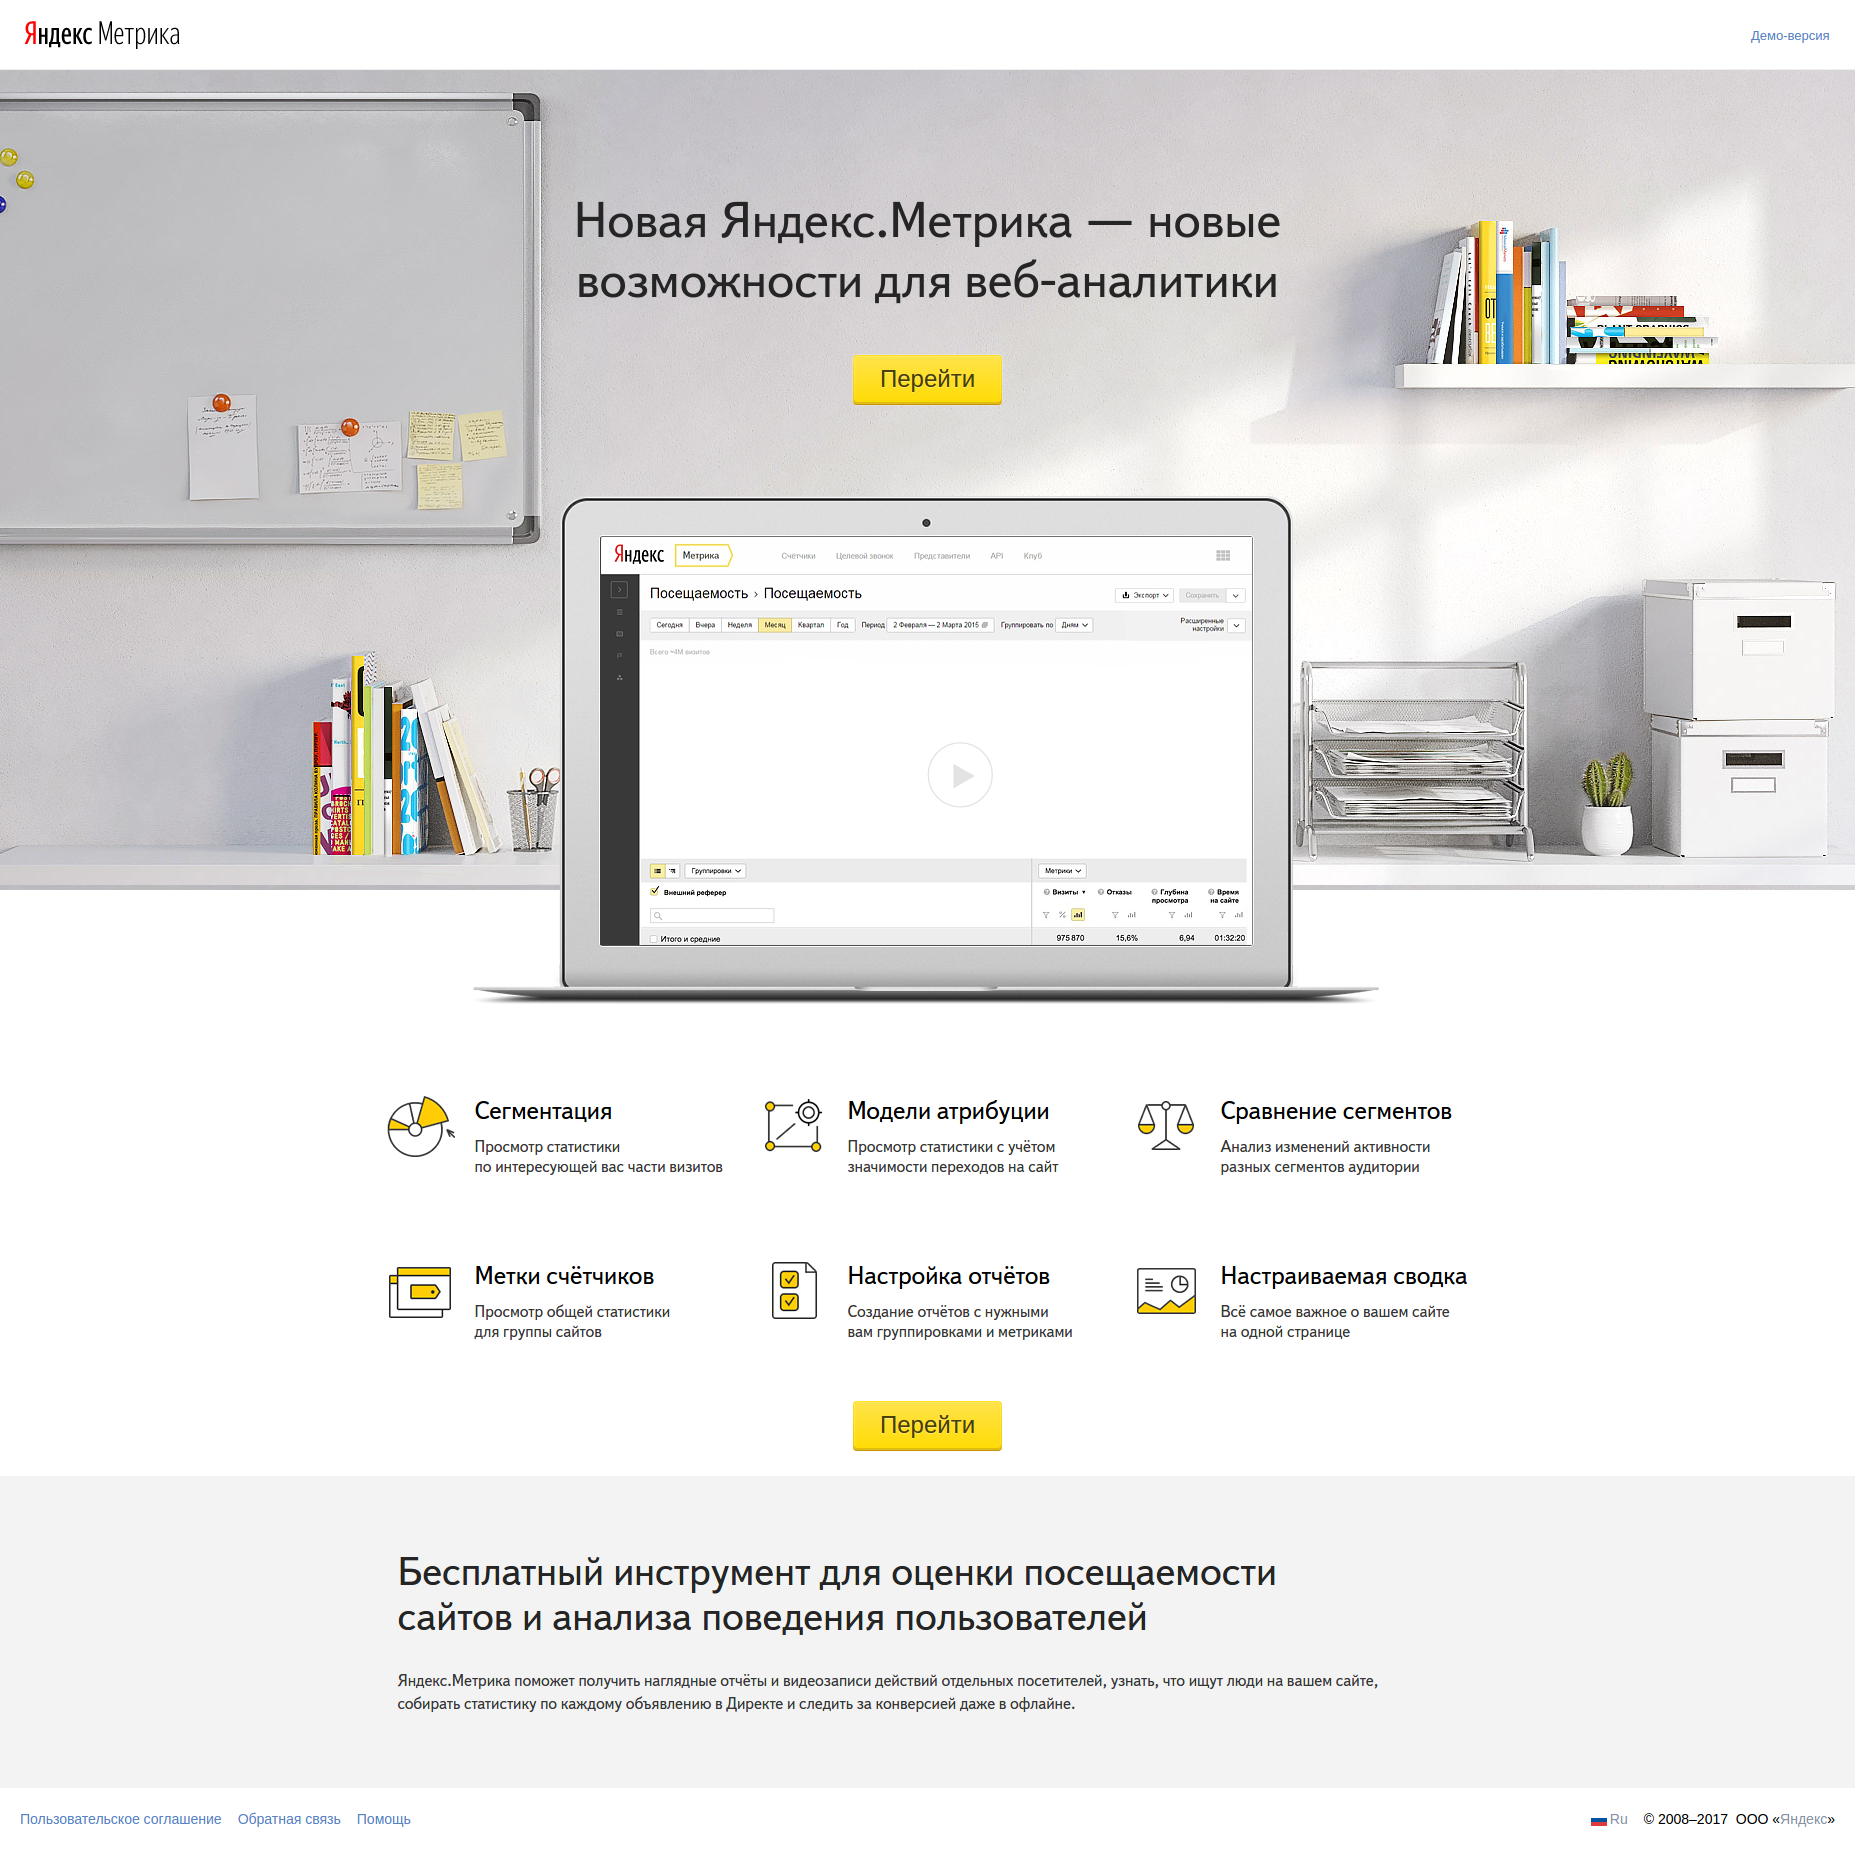 Яндекс Метрика
Демо-версия
Новая Яндекс.Метрика — новые
возможности для веб-аналитики
Перейти
Яндекс Метрика Счётчики Целевой звонок Представители API Клуб
Посещаемость › Посещаемость Экспорт Сохранить
Сегодня Вчера Неделя Месяц Квартал Год Период 2 Февраля — 2 Марта 2015 Группировать по Дням Расширенные
настройки
Всего ≈4М визитов
Группировки Метрики
Внешний реферер Визиты Отказы Глубина
просмотра
Время
на сайте
%
Итого и средние 975 870 15,6% 6,94 01:32:20
Сегментация
Просмотр статистики
по интересующей вас части визитов
Модели атрибуции
Просмотр статистики с учётом
значимости переходов на сайт
Сравнение сегментов
Анализ изменений активности
разных сегментов аудитории
Метки счётчиков
Просмотр общей статистики
для группы сайтов
Настройка отчётов
Создание отчётов с нужными
вам группировками и метриками
Настраиваемая сводка
Всё самое важное о вашем сайте
на одной странице
Перейти
Бесплатный инструмент для оценки посещаемости
сайтов и анализа поведения пользователей
Яндекс.Метрика поможет получить наглядные отчёты и видеозаписи действий отдельных посетителей, узнать, что ищут люди на вашем сайте,
собирать статистику по каждому объявлению в Директе и следить за конверсией даже в офлайне.
Пользовательское соглашение Обратная связь Помощь Ru © 2008–2017 ООО «Яндекс»